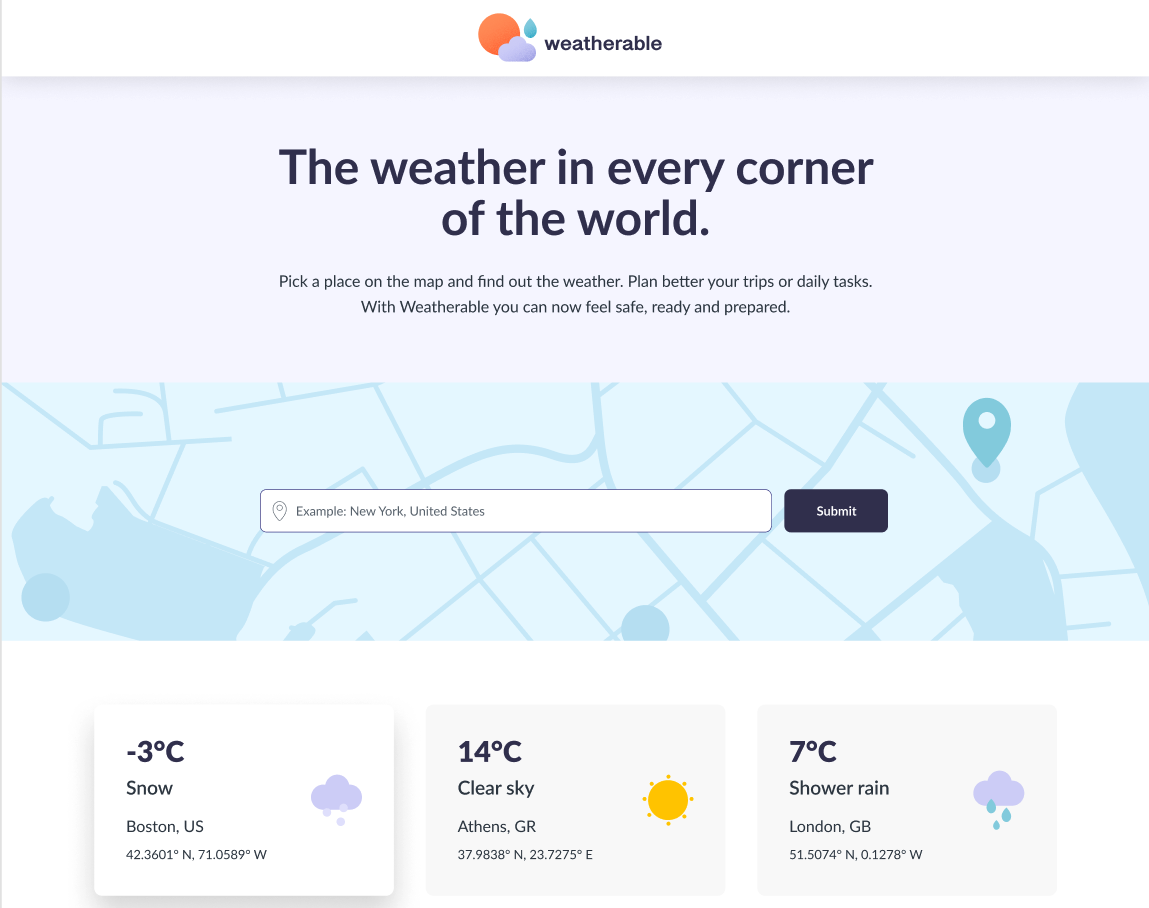 weatherable
The weather in every corner
of the world.
Pick a place on the map and find out the weather. Plan better your trips or daily tasks.
With Weatherable you can now feel safe, ready and prepared.
Example: New York, United States
Submit
-3°C
Snow
Boston, US
42.3601° N, 71.0589° W
14°C
Clear sky
Athens, GR
37.9838° N, 23.7275° E
7°C
Shower rain
London, GB
51.5074° N, 0.1278° W